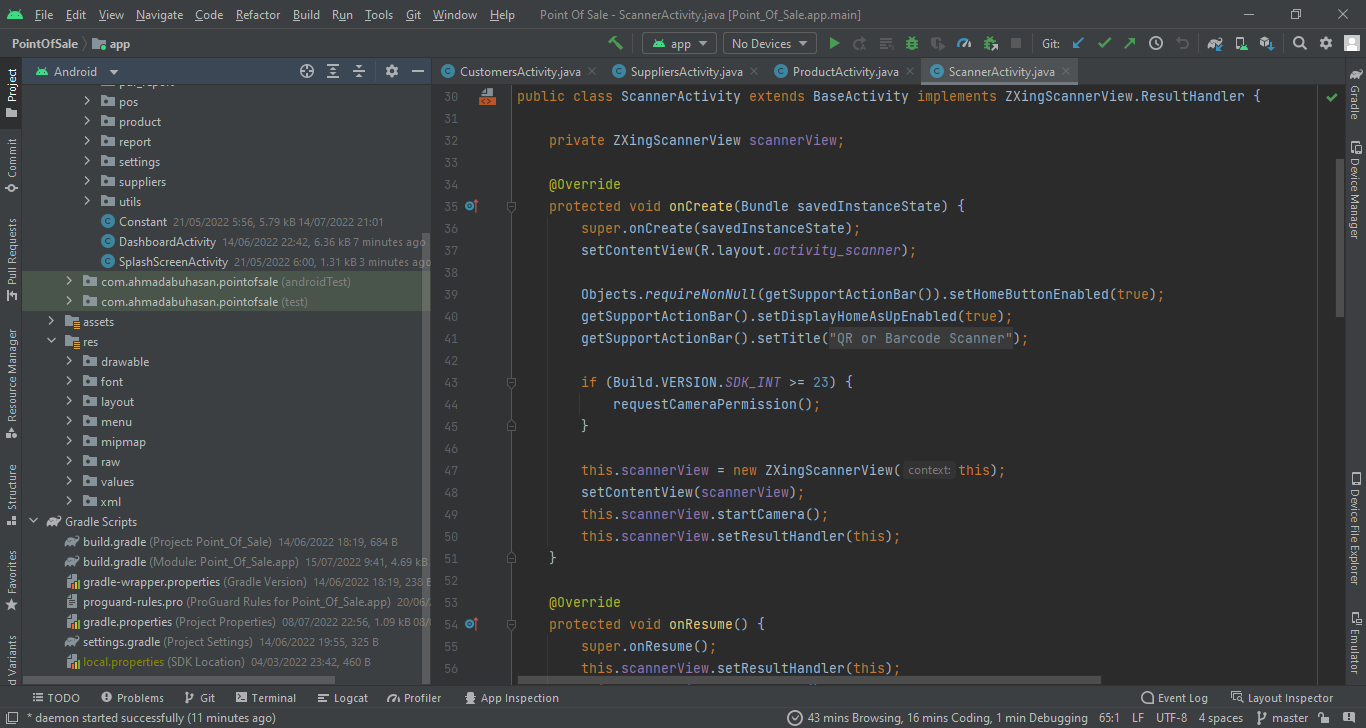 File Edit View Navigate Code Refactor Build Run Tools Git Window Help Point Of Sale - ScannerActivity.java [Point_Of_Sale.app.main]
PointOfSale app
app No Devices Git:
Project
Commit
Pull Requests
Resource Manager
Structure
Favorites
d Variants
Android
pos
product
report
settings
suppliers
utils
Constant 21/05/2022 5:56, 5.79 kB 14/07/2022 21:01
DashboardActivity 14/06/2022 22:42, 6.36 kB 7 minutes ago
SplashScreenActivity 21/05/2022 6:00, 1.31 kB 3 minutes ago
com.ahmadabuhasan.pointofsale (androidTest)
com.ahmadabuhasan.pointofsale (test)
assets
res
drawable
font
layout
menu
mipmap
raw
values
xml
Gradle Scripts
build.gradle (Project: Point_Of_Sale) 14/06/2022 18:19, 684 B
build.gradle (Module: Point_Of_Sale.app) 15/07/2022 9:41, 4.69 kB
gradle-wrapper.properties (Gradle Version) 14/06/2022 18:19, 238 B
proguard-rules.pro (ProGuard Rules for Point_Of_Sale.app) 20/06/
gradle.properties (Project Properties) 08/07/2022 22:56, 1.09 kB 08/
settings.gradle (Project Settings) 14/06/2022 19:55, 325 B
local.properties (SDK Location) 04/03/2022 23:42, 460 B
CustomersActivity.java SuppliersActivity.java ProductActivity.java ScannerActivity.java
30 public class ScannerActivity extends BaseActivity implements ZXingScannerView.ResultHandler {
31
32 private ZXingScannerView scannerView;
33
34 @Override
35 protected void onCreate(Bundle savedInstanceState) {
36 super.onCreate(savedInstanceState);
37 setContentView(R.layout.activity_scanner);
38
39 Objects.requireNonNull(getSupportActionBar()).setHomeButtonEnabled(true);
40 getSupportActionBar().setDisplayHomeAsUpEnabled(true);
41 getSupportActionBar().setTitle("QR or Barcode Scanner");
42
43 if (Build.VERSION.SDK_INT >= 23) {
44 requestCameraPermission();
45 }
46
47 this.scannerView = new ZXingScannerView( context: this);
48 setContentView(scannerView);
49 this.scannerView.startCamera();
50 this.scannerView.setResultHandler(this);
51 }
52
53 @Override
54 protected void onResume() {
55 super.onResume();
56 this.scannerView.setResultHandler(this);
Gradle
Device Manager
Device File Explorer
Emulator
TODO Problems Git Terminal Logcat Profiler App Inspection Event Log Layout Inspector
* daemon started successfully (11 minutes ago) 43 mins Browsing, 16 mins Coding, 1 min Debugging 65:1 LF UTF-8 4 spaces master